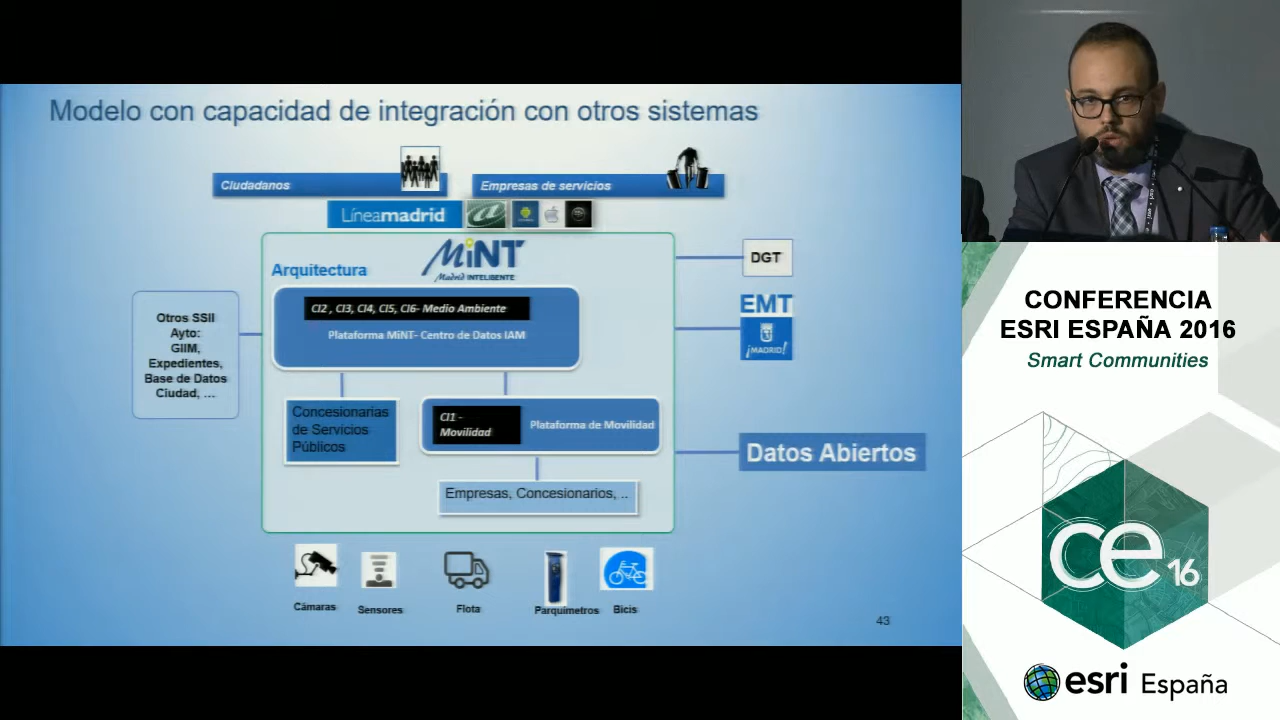 Modelo con capacidad de integración con otros sistemas
Ciudadanos
Empresas de servicios
Líneamadrid
MiNT
Madrid INTELIGENTE
Arquitectura
CI2 , CI3, CI4, CI5, CI6- Medio Ambiente
Plataforma MiNT- Centro de Datos IAM
Otros SSII
Ayto:
GIIM,
Expedientes,
Base de Datos
Ciudad, ...
Concesionarias
de Servicios
Públicos
CI1 -
Movilidad
Plataforma de Movilidad
Empresas, Concesionarios, ..
DGT
EMT
¡MADRID!
Datos Abiertos
Cámaras
Sensores
Flota
Parquímetros
Bicis
43
CONFERENCIA
ESRI ESPAÑA 2016
Smart Communities
ce16
esri España